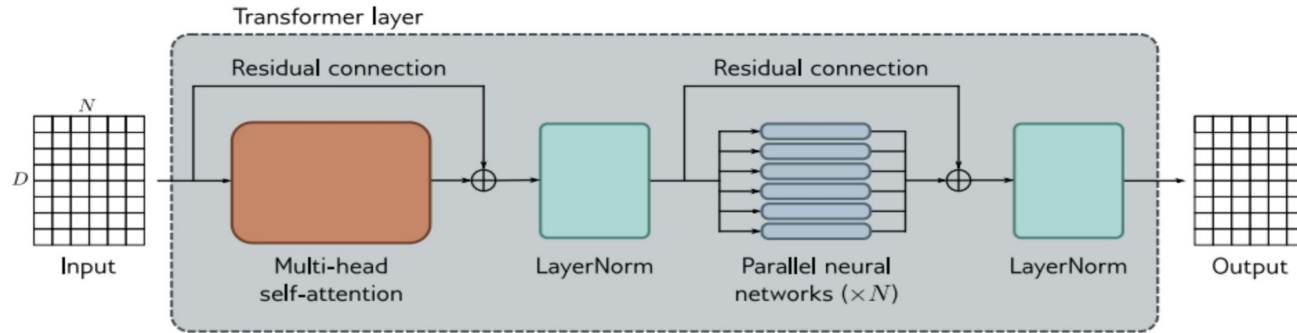 Transformer layer
Residual connection
Residual connection
N
D
Input
Multi-head
self-attention
LayerNorm
Parallel neural
networks (×N)
LayerNorm
Output